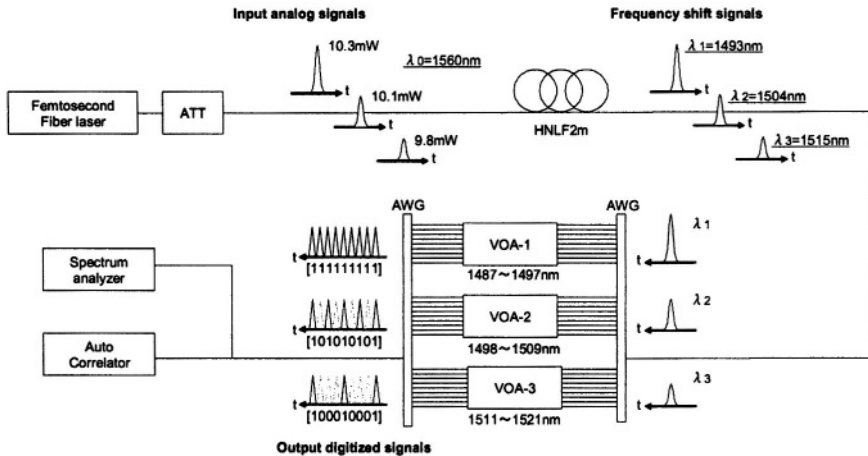 Input analog signals
Frequency shift signals
10.3mW
λ0=1560nm
λ1=1493nm
t
Femtosecond
Fiber laser
ATT
10.1mW
t
HNLF2m
λ2=1504nm
t
9.8mW
t
λ3=1515nm
t
AWG
AWG
Spectrum
analyzer
t
[111111111]
VOA-1
1487~1497nm
t
λ1
t
[101010101]
VOA-2
1498~1509nm
t
λ2
Auto
Correlator
t
[100010001]
VOA-3
1511~1521nm
t
λ3
Output digitized signals